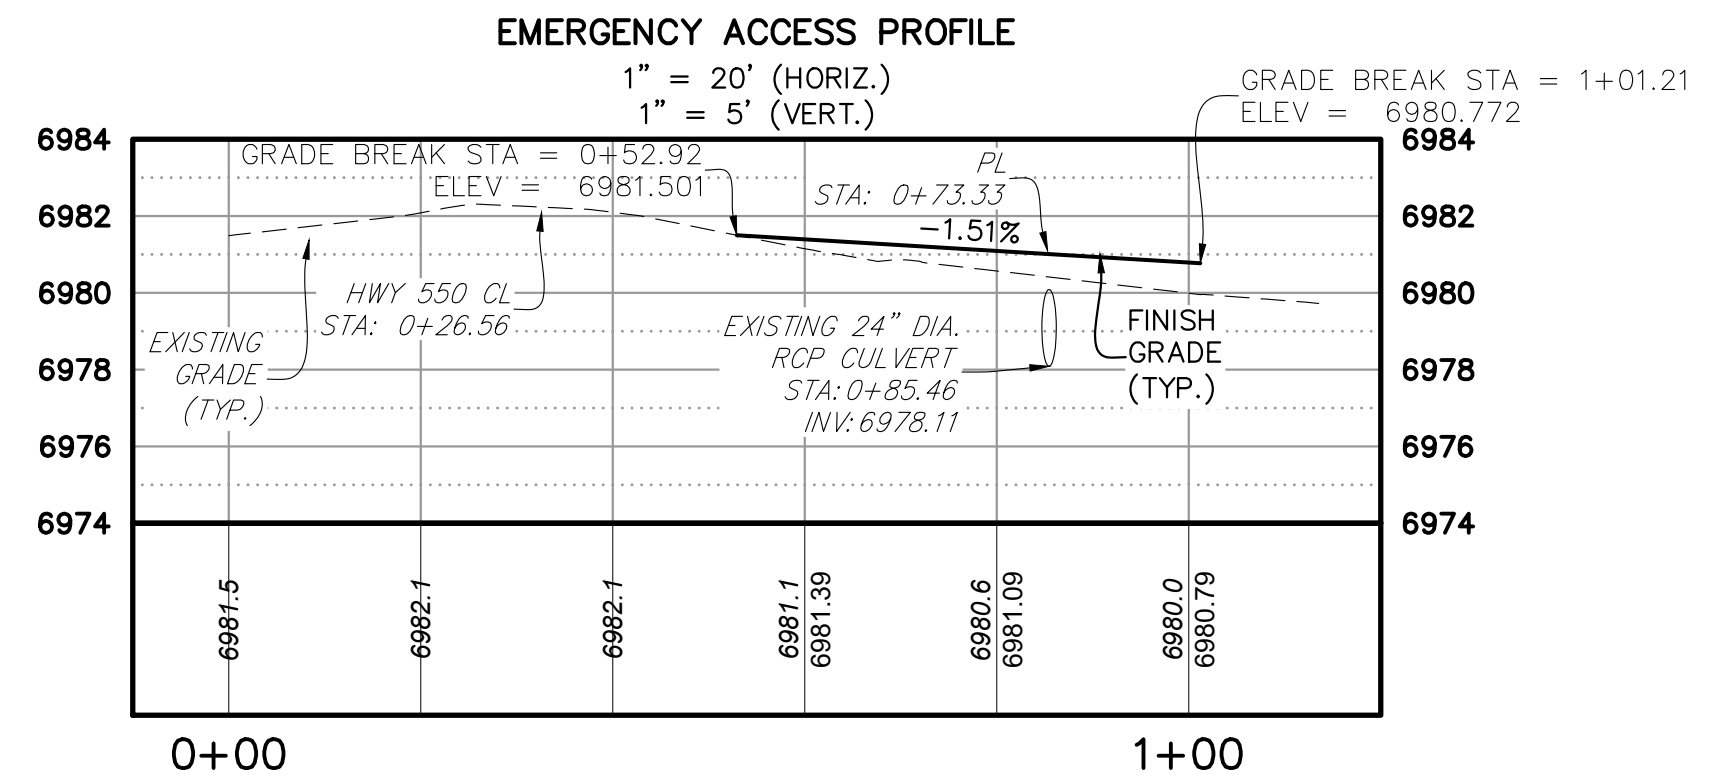 EMERGENCY ACCESS PROFILE
1" = 20' (HORIZ.)
1" = 5' (VERT.)
GRADE BREAK STA = 1+01.21
ELEV = 6980.772
6984
6984
GRADE BREAK STA = 0+52.92
ELEV = 6981.501
PL
STA: 0+73.33
-1.51%
6982
6982
HWY 550 CL
STA: 0+26.56
6980
6980
EXISTING
GRADE
(TYP.)
EXISTING 24" DIA.
RCP CULVERT
STA: 0+85.46
INV: 6978.11
FINISH
GRADE
(TYP.)
6978
6978
6976
6976
6974
6974
6981.5
6982.1
6982.1
6981.1
6981.39
6980.6
6981.09
6980.0
6980.79
0+00
1+00